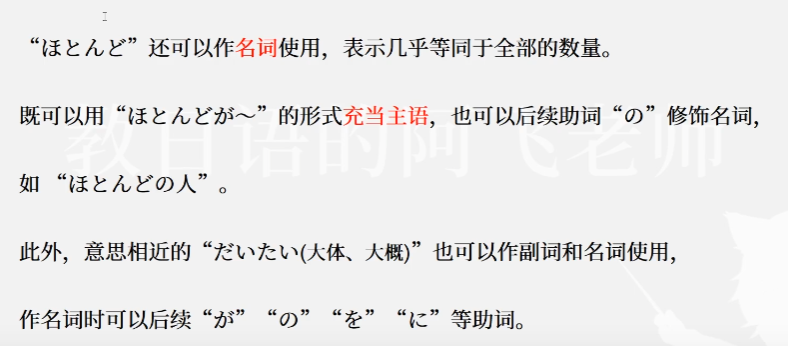 “ほとんど”还可以作名词使用，表示几乎等同于全部的数量。
既可以用“ほとんどが～”的形式充当主语，也可以后续助词“の”修饰名词，
如 “ほとんどの人”。
此外，意思相近的“だいたい(大体、大概)”也可以作副词和名词使用，
作名词时可以后续“が”“の” “を” “に”等助词。
教日语的阿飞老师